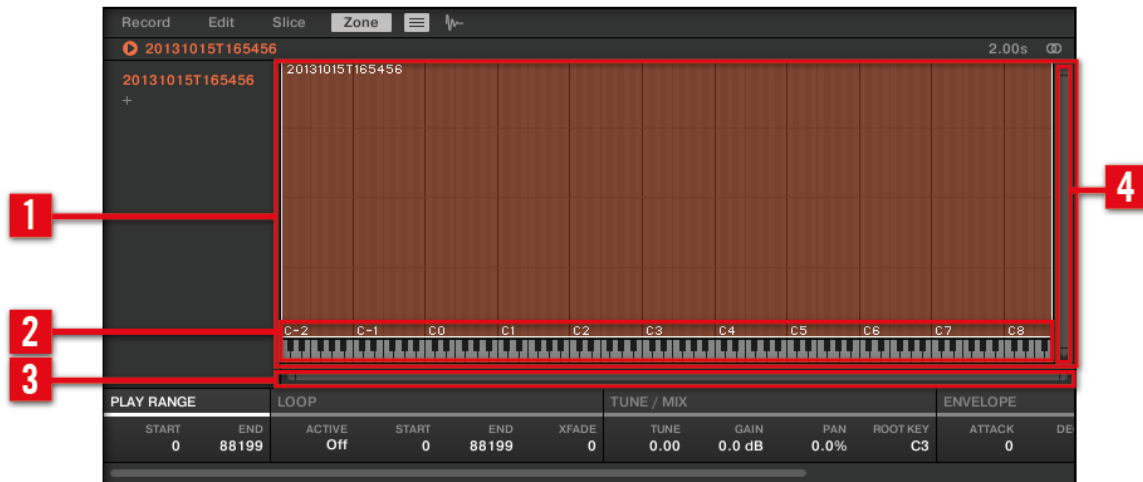 Record Edit Slice Zone
20131015T165456 2.00s
20131015T165456
+
20131015T165456
1
4
2
C-2 C-1 C0 C1 C2 C3 C4 C5 C6 C7 C8
3
PLAY RANGE LOOP TUNE / MIX ENVELOPE
START END ACTIVE START END XFADE TUNE GAIN PAN ROOT KEY ATTACK DE
0 88199 Off 0 88199 0 0.00 0.0 dB 0.0% C3 0